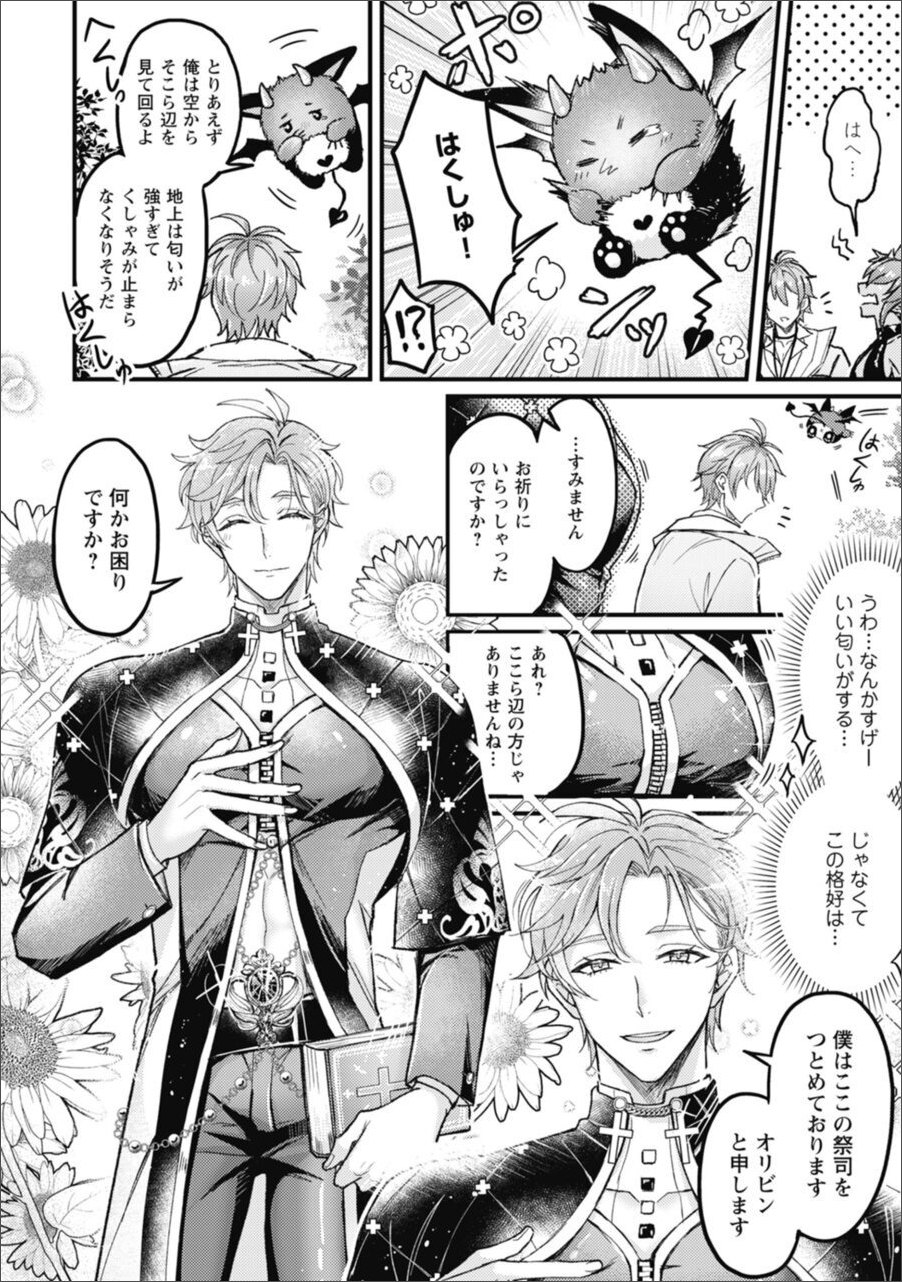 はへ…
ポン
はくしゅ！
!?
とりあえず
俺は空から
そこら辺を
見て回るよ
地上は匂いが
強すぎて
くしゃみが止まら
なくなりそうだ
はくしゅ
はくしゅ
…すみません
お祈りに
いらっしゃった
のですか？
うわ…なんかすげー
いい匂いがする…
じゃなくて
この格好は…
あれ？
ここら辺の方じゃ
ありませんね…
何かお困り
ですか？
僕はここの祭司を
つとめております
オリビン
と申します